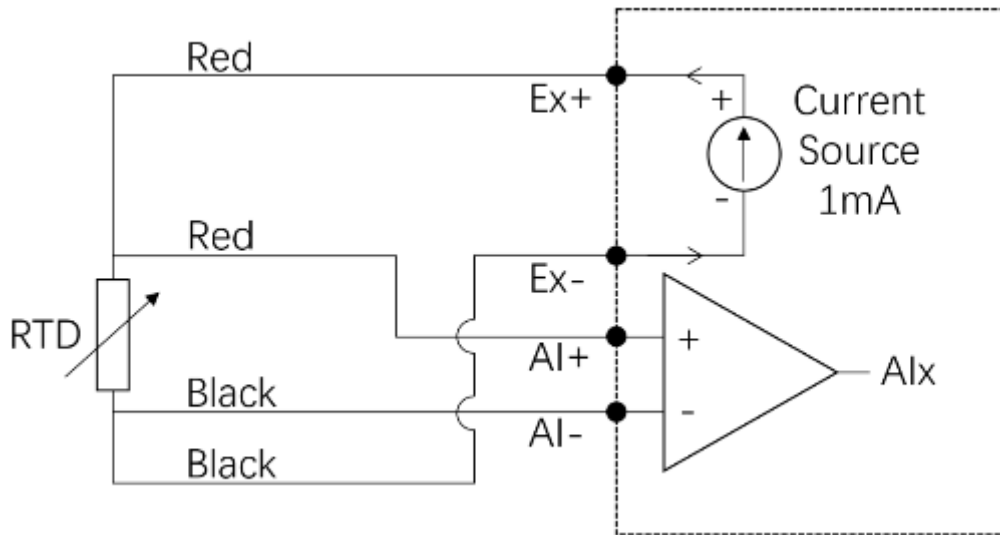 Red
Ex+
+
Current
Source
1mA
-
Red
Ex-
RTD
AI+
+
AIx
Black
AI-
-
Black